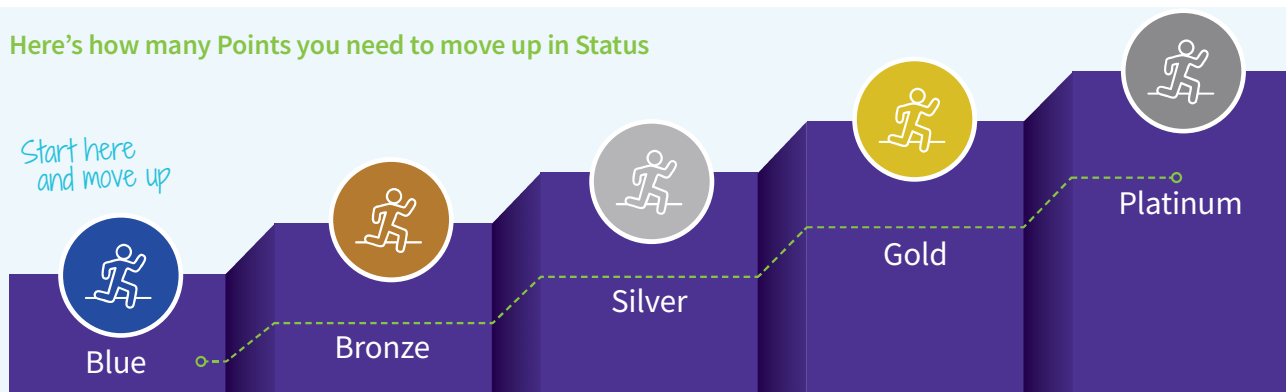 Here’s how many Points you need to move up in Status
Start here
and move up
Blue
Bronze
Silver
Gold
Platinum